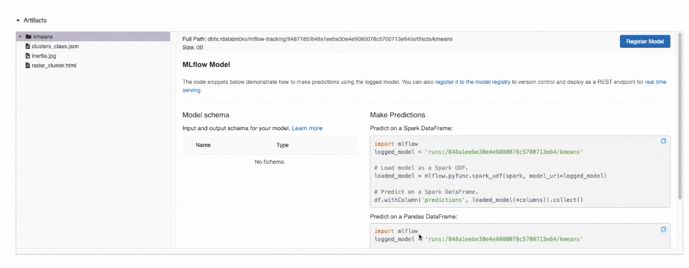 Artifacts
kmeans
clusters_class.json
inertia.jpg
radar_cluster.html
Full Path: dbfs:/databricks/mlflow-tracking/9487185/848a1eebe30e4e9080078c5700713e64/artifacts/kmeans
Size: 0B
Register Model
MLflow Model
The code snippets below demonstrate how to make predictions using the logged model. You can also register it to the model registry to version control and deploy as a REST endpoint for real time
serving.
Model schema
Input and output schema for your model. Learn more
Name Type
No Schema.
Make Predictions
Predict on a Spark DataFrame:
import mlflow
logged_model = 'runs:/848a1eebe30e4e9080078c5700713e64/kmeans'
# Load model as a Spark UDF.
loaded_model = mlflow.pyfunc.spark_udf(spark, model_uri=logged_model)
# Predict on a Spark DataFrame.
df.withColumn('predictions', loaded_model(*columns)).collect()
Predict on a Pandas DataFrame:
import mlflow
logged_model = 'runs:/848a1eebe30e4e9080078c5700713e64/kmeans'